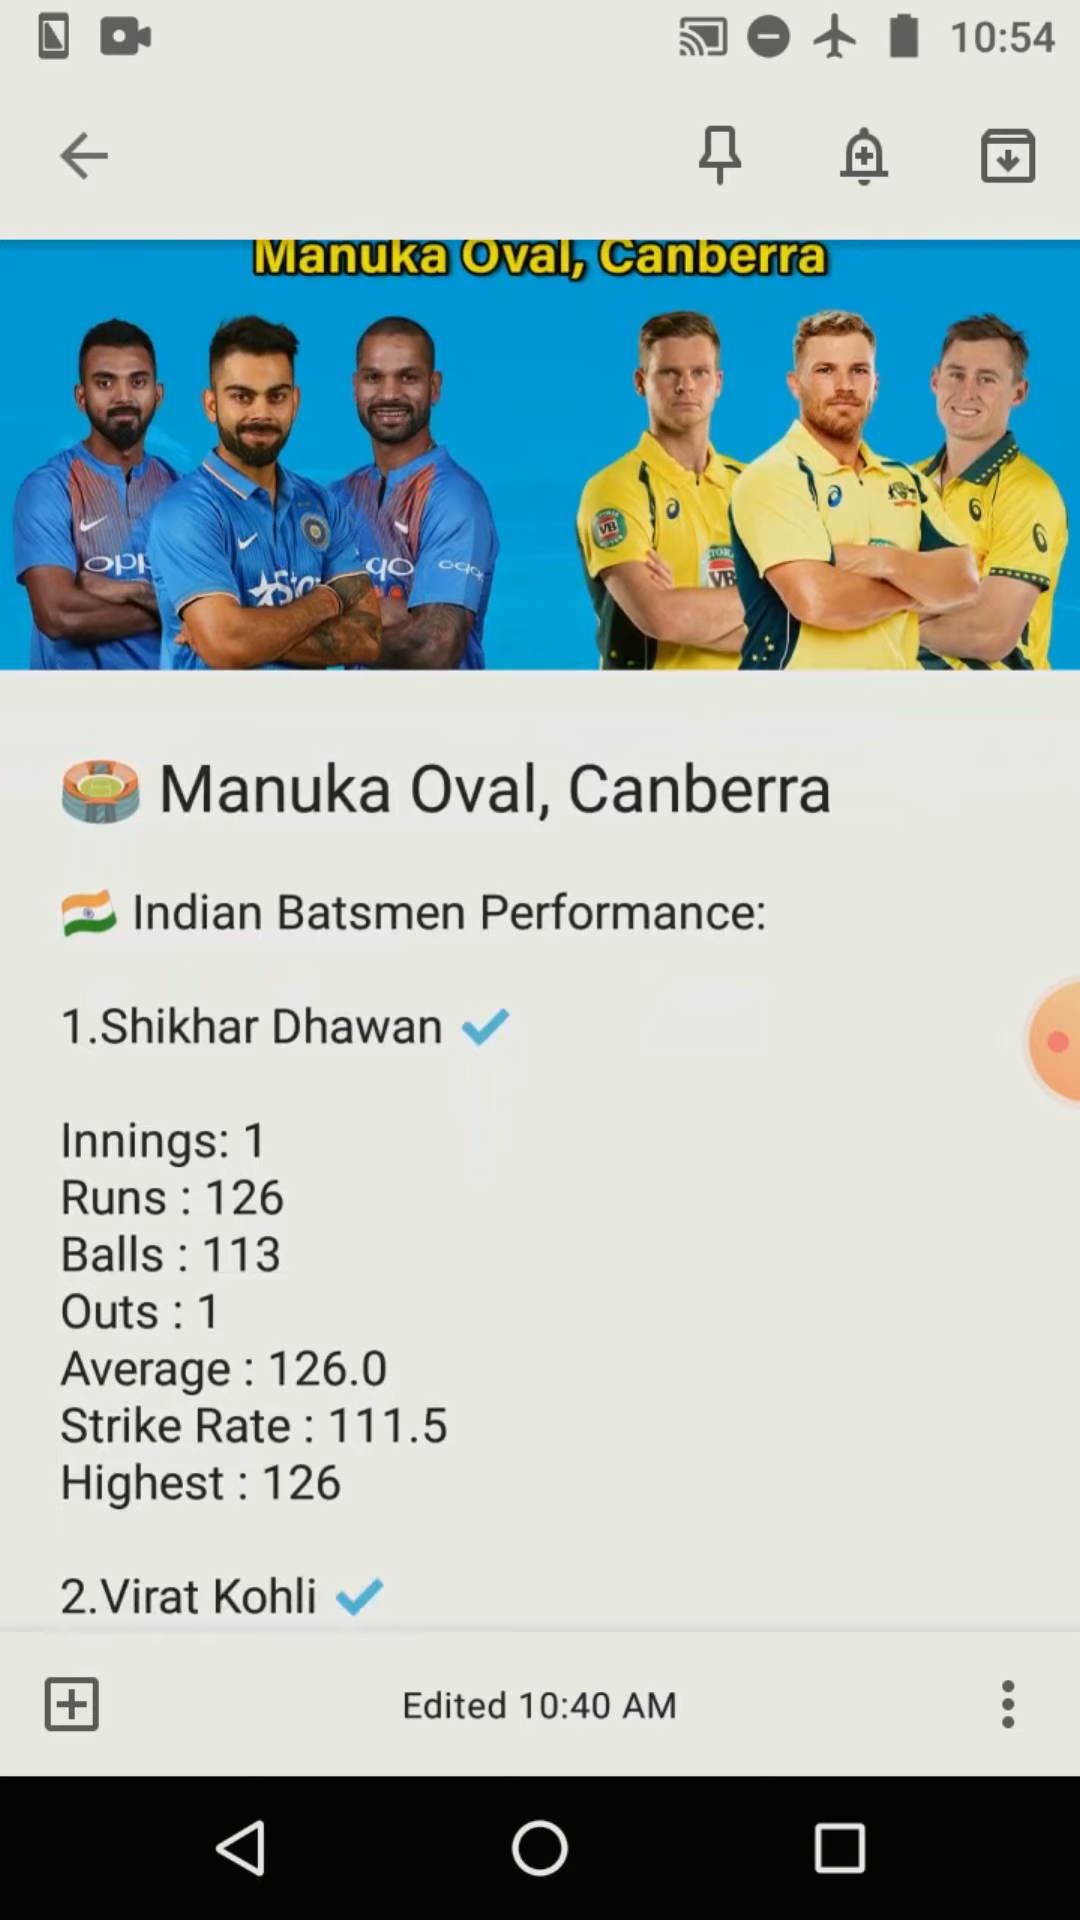 10:54
Manuka Oval, Canberra
VB
VB
Manuka Oval, Canberra
Indian Batsmen Performance:
1.Shikhar Dhawan
Innings: 1
Runs : 126
Balls : 113
Outs : 1
Average : 126.0
Strike Rate : 111.5
Highest : 126
2.Virat Kohli
Edited 10:40 AM